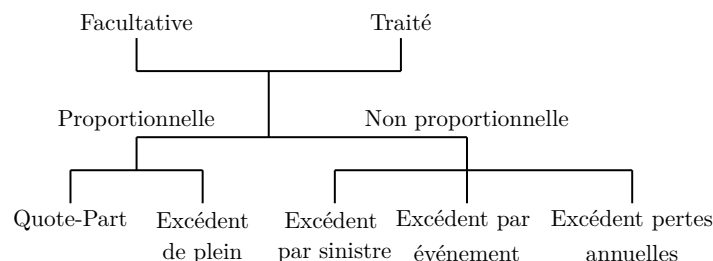 Facultative
Traité
Proportionnelle
Non proportionnelle
Quote-Part
Excédent
de plein
Excédent
par sinistre
Excédent par
événement
Excédent pertes
annuelles